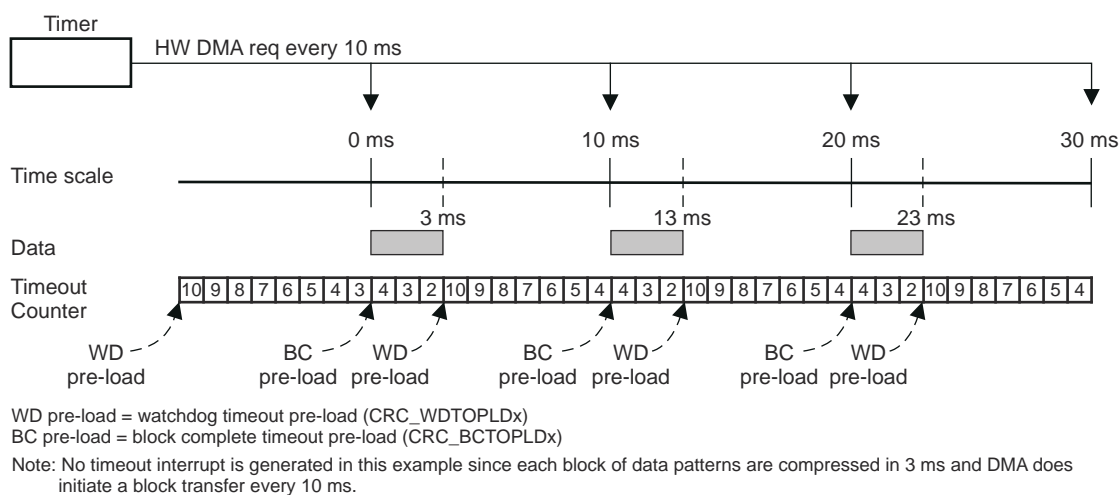 Timer
HW DMA req every 10 ms
0 ms 10 ms 20 ms 30 ms
Time scale
3 ms 13 ms 23 ms
Data
Timeout Counter
10 9 8 7 6 5 4 3 4 3 2 10 9 8 7 6 5 4 4 3 2 10 9 8 7 6 5 4 4 3 2 10 9 8 7 6 5 4
WD pre-load
BC pre-load
WD pre-load
BC pre-load
WD pre-load
BC pre-load
WD pre-load
WD pre-load = watchdog timeout pre-load (CRC_WDTOPLDx)
BC pre-load = block complete timeout pre-load (CRC_BCTOPLDx)
Note: No timeout interrupt is generated in this example since each block of data patterns are compressed in 3 ms and DMA does
initiate a block transfer every 10 ms.